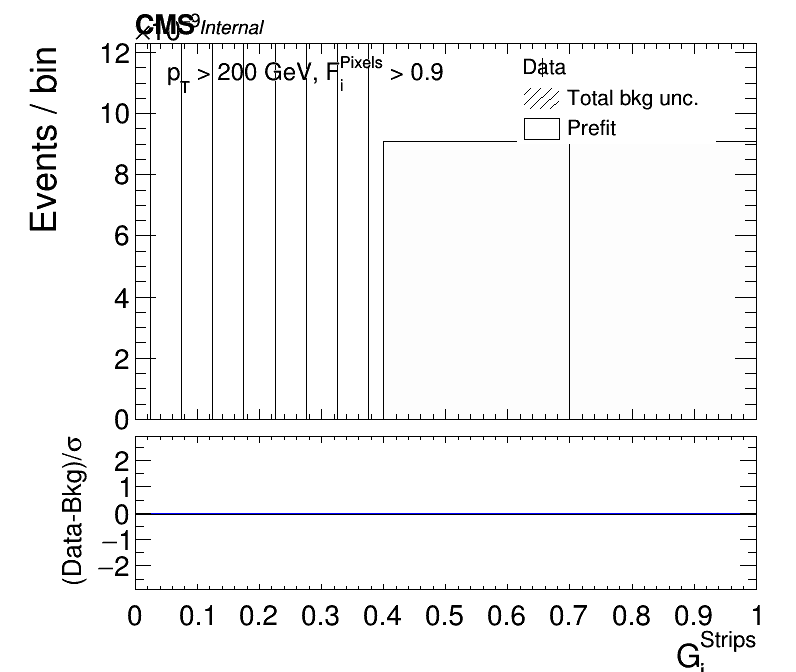 CMS Internal
×10⁻⁹
Events / bin
12
10
8
6
4
2
0
p_T > 200 GeV, F_i^Pixels > 0.9
Data
Total bkg unc.
Prefit
(Data-Bkg)/σ
2
1
0
−1
−2
0 0.1 0.2 0.3 0.4 0.5 0.6 0.7 0.8 0.9 1
G_i^Strips